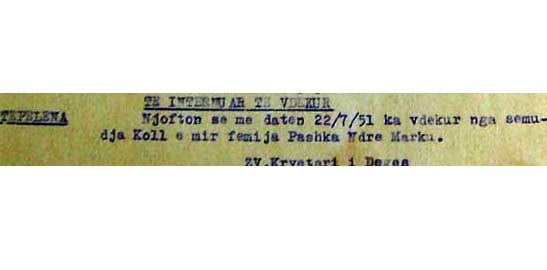 TE INTERNUAR TE VDEKUR
TEPELENA Njofton se me daten 22/7/51 ka vdekur nga semu-
dja Koll e mir femija Pashka Ndre Marku.
ZV.Kryetari i Deges